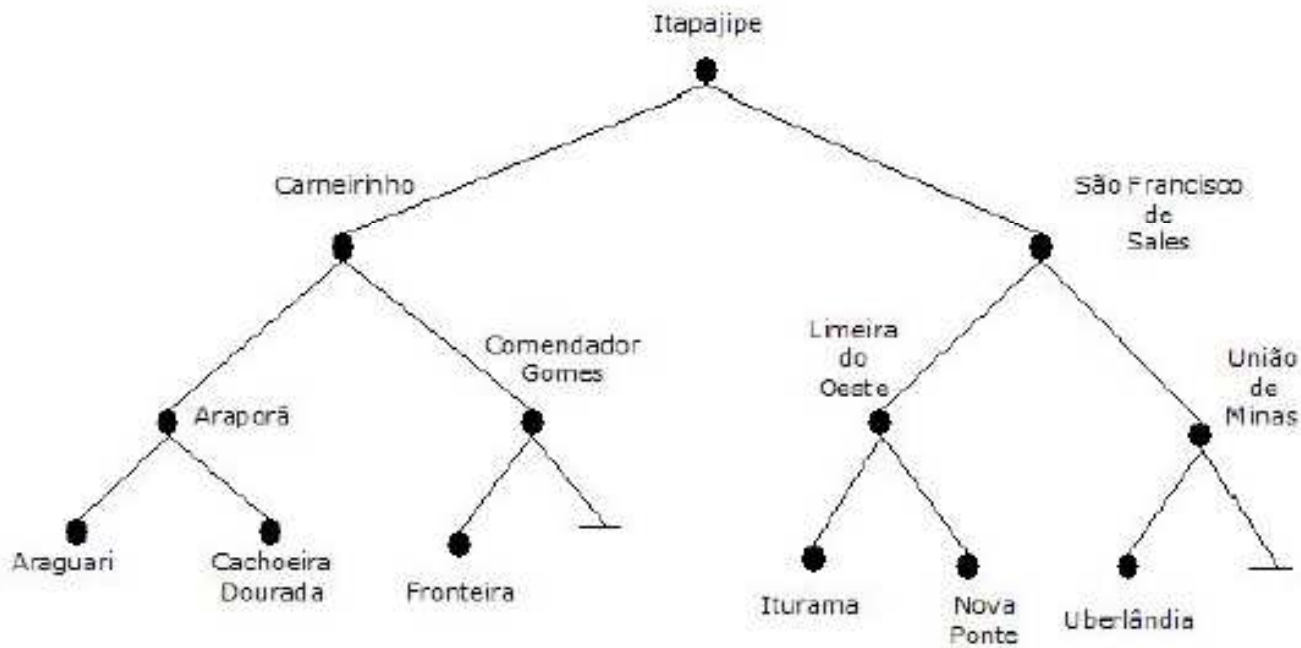 Itapajipe
Carneirinho
São Francisco
de
Sales
Comendador
Gomes
Limeira
do
Oeste
União
de
Minas
Araporã
Araguari
Cachoeira
Dourada
Fronteira
Iturama
Nova
Ponte
Uberlândia